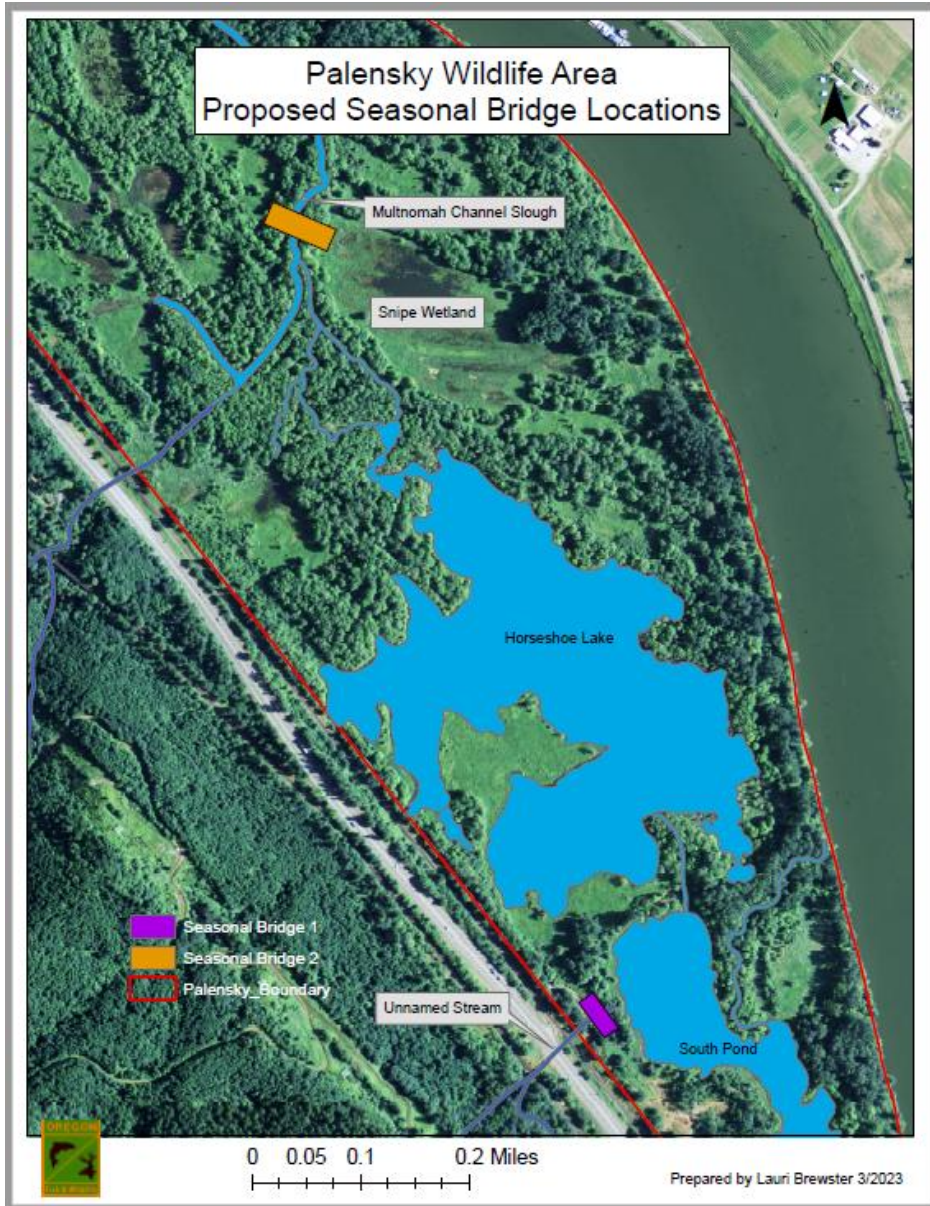 Palensky Wildlife Area
Proposed Seasonal Bridge Locations
Multnomah Channel Slough
Snipe Wetland
Horseshoe Lake
Seasonal Bridge 1
Seasonal Bridge 2
Palensky_Boundary
Unnamed Stream
South Pond
OREGON
0 0.05 0.1 0.2 Miles
Prepared by Lauri Brewster 3/2023